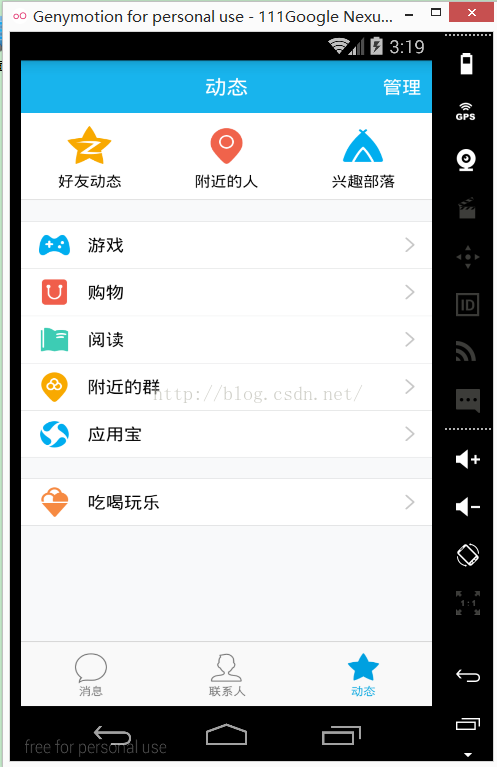 Genymotion for personal use - 111Google Nexu...
3:19
动态 管理
GPS
好友动态 附近的人 兴趣部落
游戏
购物
ID
阅读
附近的群
http://blog.csdn.net/
应用宝
吃喝玩乐
1:1
消息 联系人 动态
free for personal use